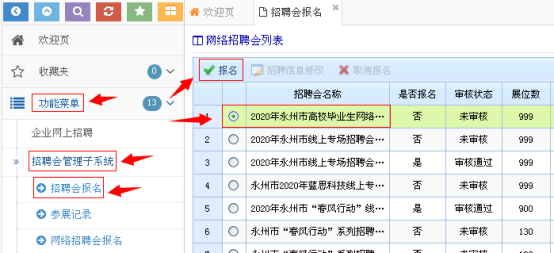 欢迎页
收藏夹 0
功能菜单 13
企业网上招聘
招聘会管理子系统
招聘会报名
参展记录
网络招聘会报名
欢迎页 招聘会报名
网络招聘会列表
报名 招聘信息修改 取消报名
招聘会名称 是否报名 审核状态 展位数
1 2020年永州市高校毕业生网络… 否 未审核 999
2 2020年永州市线上专场招聘会… 否 未审核 999
3 2020年永州市线上专场招聘会… 是 审核通过 999
4 永州市2020年蓝思科技线上专… 否 未审核 999
5 2020年永州市“春风行动”线… 是 审核通过 900
6 永州市“春风行动”系列招聘… 否 未审核 130